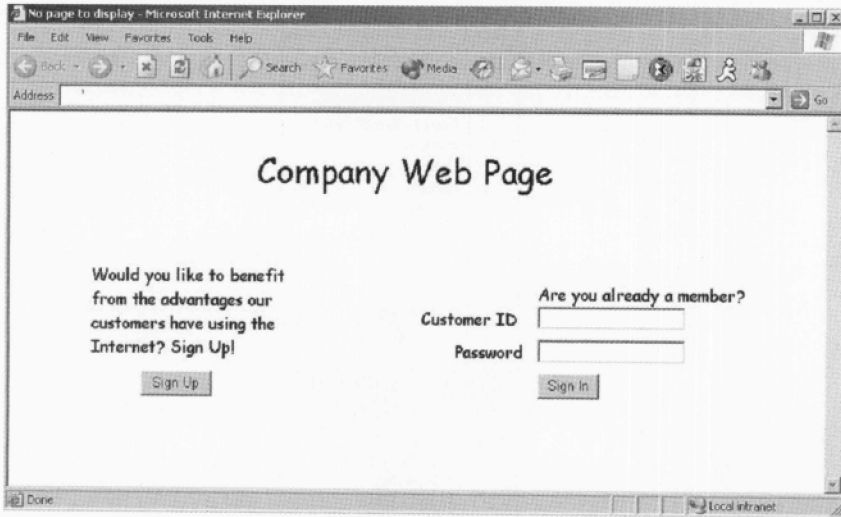 No page to display - Microsoft Internet Explorer
File Edit View Favorites Tools Help
Back Search Favorites Media
Address Go
Company Web Page
Would you like to benefit
from the advantages our
customers have using the
Internet? Sign Up!
Sign Up
Are you already a member?
Customer ID
Password
Sign In
Done Local intranet